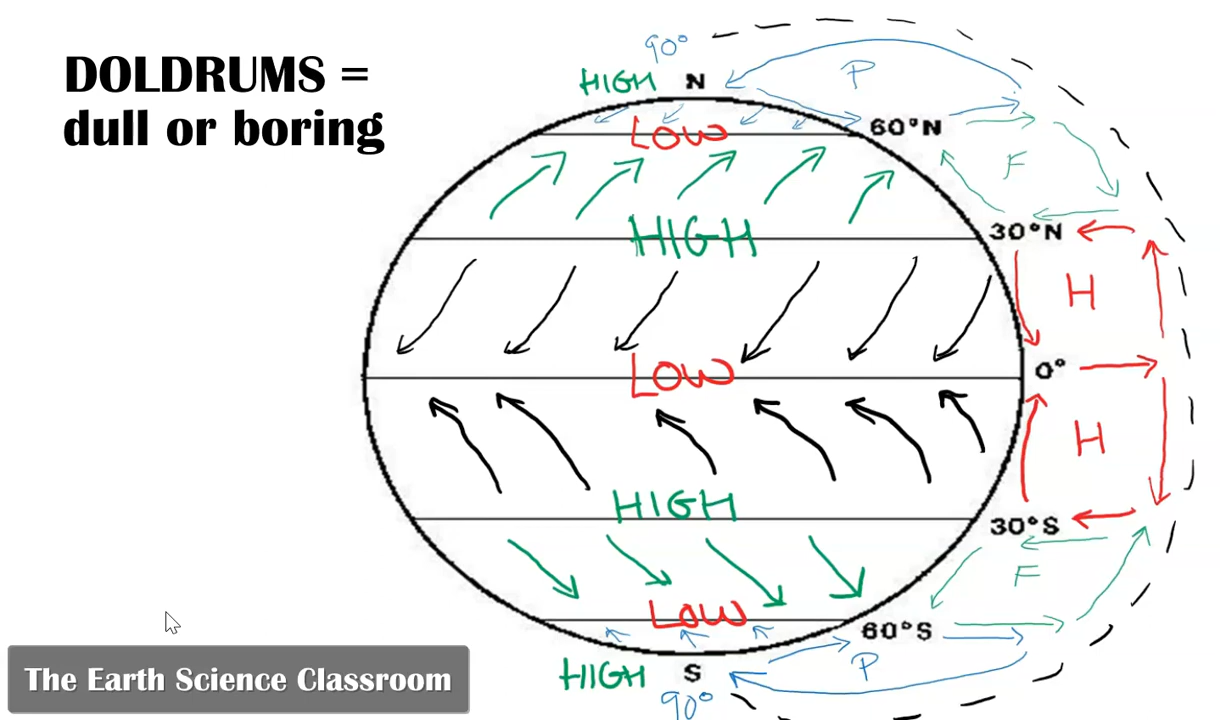 DOLDRUMS =
dull or boring
90°
HIGH N
P
LOW
60°N
F
HIGH
30°N
H
LOW
0°
H
HIGH
30°S
F
LOW
60°S
P
HIGH S
90°
The Earth Science Classroom